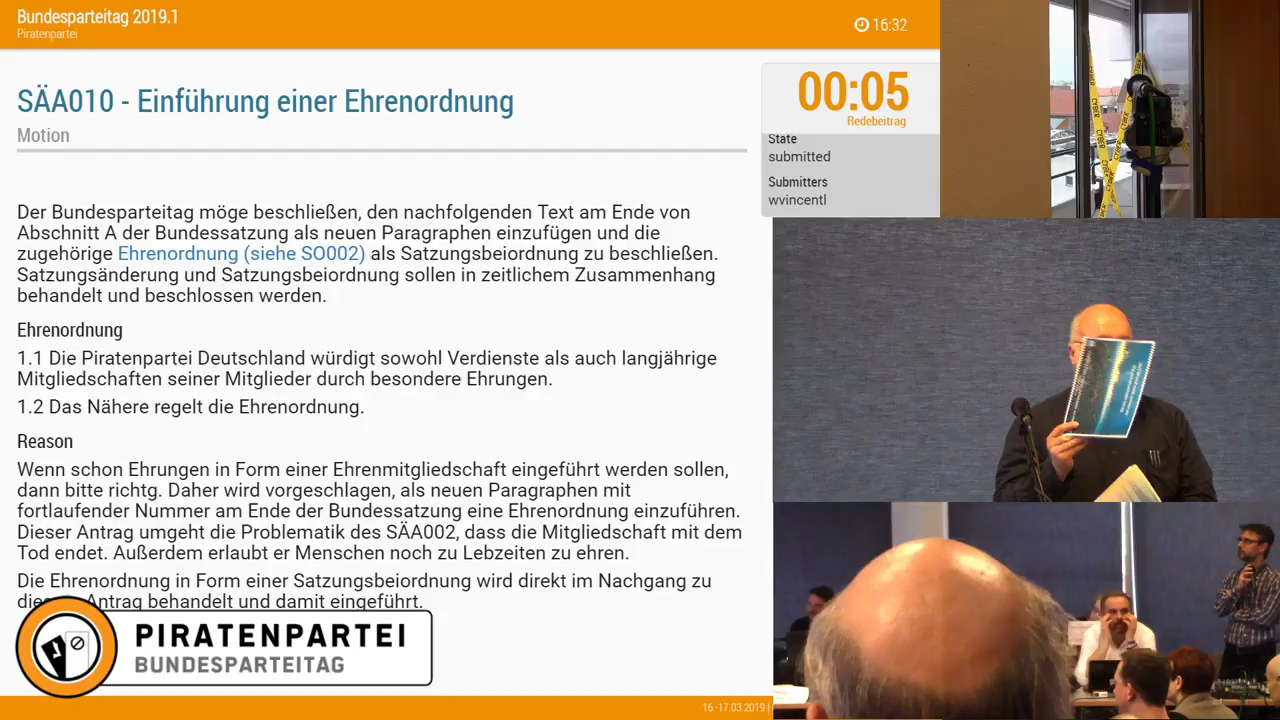 Bundesparteitag 2019.1
Piratenpartei
16:32
SÄA010 - Einführung einer Ehrenordnung
Motion
00:05
Redebeitrag
State
submitted
Submitters
wvincentl
Der Bundesparteitag möge beschließen, den nachfolgenden Text am Ende von
Abschnitt A der Bundessatzung als neuen Paragraphen einzufügen und die
zugehörige Ehrenordnung (siehe SO002) als Satzungsbeiordnung zu beschließen.
Satzungsänderung und Satzungsbeiordnung sollen in zeitlichem Zusammenhang
behandelt und beschlossen werden.
Ehrenordnung
1.1 Die Piratenpartei Deutschland würdigt sowohl Verdienste als auch langjährige
Mitgliedschaften seiner Mitglieder durch besondere Ehrungen.
1.2 Das Nähere regelt die Ehrenordnung.
Reason
Wenn schon Ehrungen in Form einer Ehrenmitgliedschaft eingeführt werden sollen,
dann bitte richtg. Daher wird vorgeschlagen, als neuen Paragraphen mit
fortlaufender Nummer am Ende der Bundessatzung eine Ehrenordnung einzuführen.
Dieser Antrag umgeht die Problematik des SÄA002, dass die Mitgliedschaft mit dem
Tod endet. Außerdem erlaubt er Menschen noch zu Lebzeiten zu ehren.
Die Ehrenordnung in Form einer Satzungsbeiordnung wird direkt im Nachgang zu
Antrag behandelt und damit eingeführt.
PIRATENPARTEI
BUNDESPARTEITAG
16.-17.03.2019 |
CYBER
CYBER
CYBER
CYBER